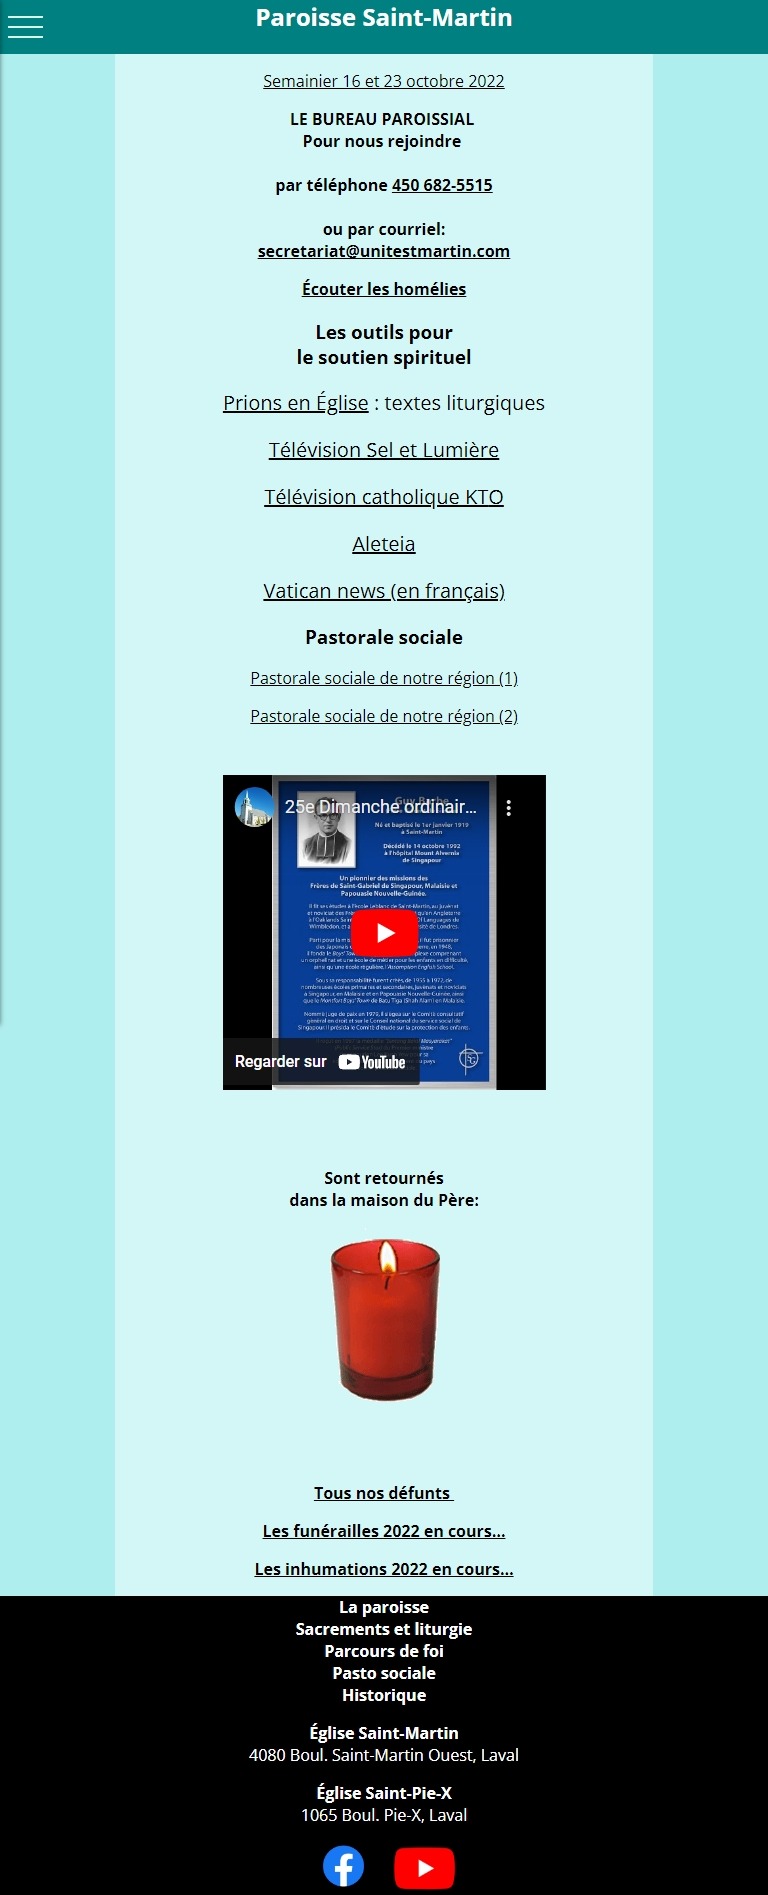 Paroisse Saint-Martin
Semainier 16 et 23 octobre 2022
LE BUREAU PAROISSIAL
Pour nous rejoindre
par téléphone 450 682-5515
ou par courriel:
secretariat@unitestmartin.com
Écouter les homélies
Les outils pour
le soutien spirituel
Prions en Église : textes liturgiques
Télévision Sel et Lumière
Télévision catholique KTO
Aleteia
Vatican news (en français)
Pastorale sociale
Pastorale sociale de notre région (1)
Pastorale sociale de notre région (2)
25e Dimanche ordinair...
Né et baptisé le 1er janvier 1919
à Saint-Martin
Décédé le 14 octobre 1992
à l'hôpital Mount Alvernia
de Singapour
Un pionnier des missions des
Frères de Saint-Gabriel de Singapour, Malaisie et
Papouasie Nouvelle-Guinée.
Regarder sur YouTube
Sont retournés
dans la maison du Père:
Tous nos défunts
Les funérailles 2022 en cours...
Les inhumations 2022 en cours...
La paroisse
Sacrements et liturgie
Parcours de foi
Pasto sociale
Historique
Église Saint-Martin
4080 Boul. Saint-Martin Ouest, Laval
Église Saint-Pie-X
1065 Boul. Pie-X, Laval